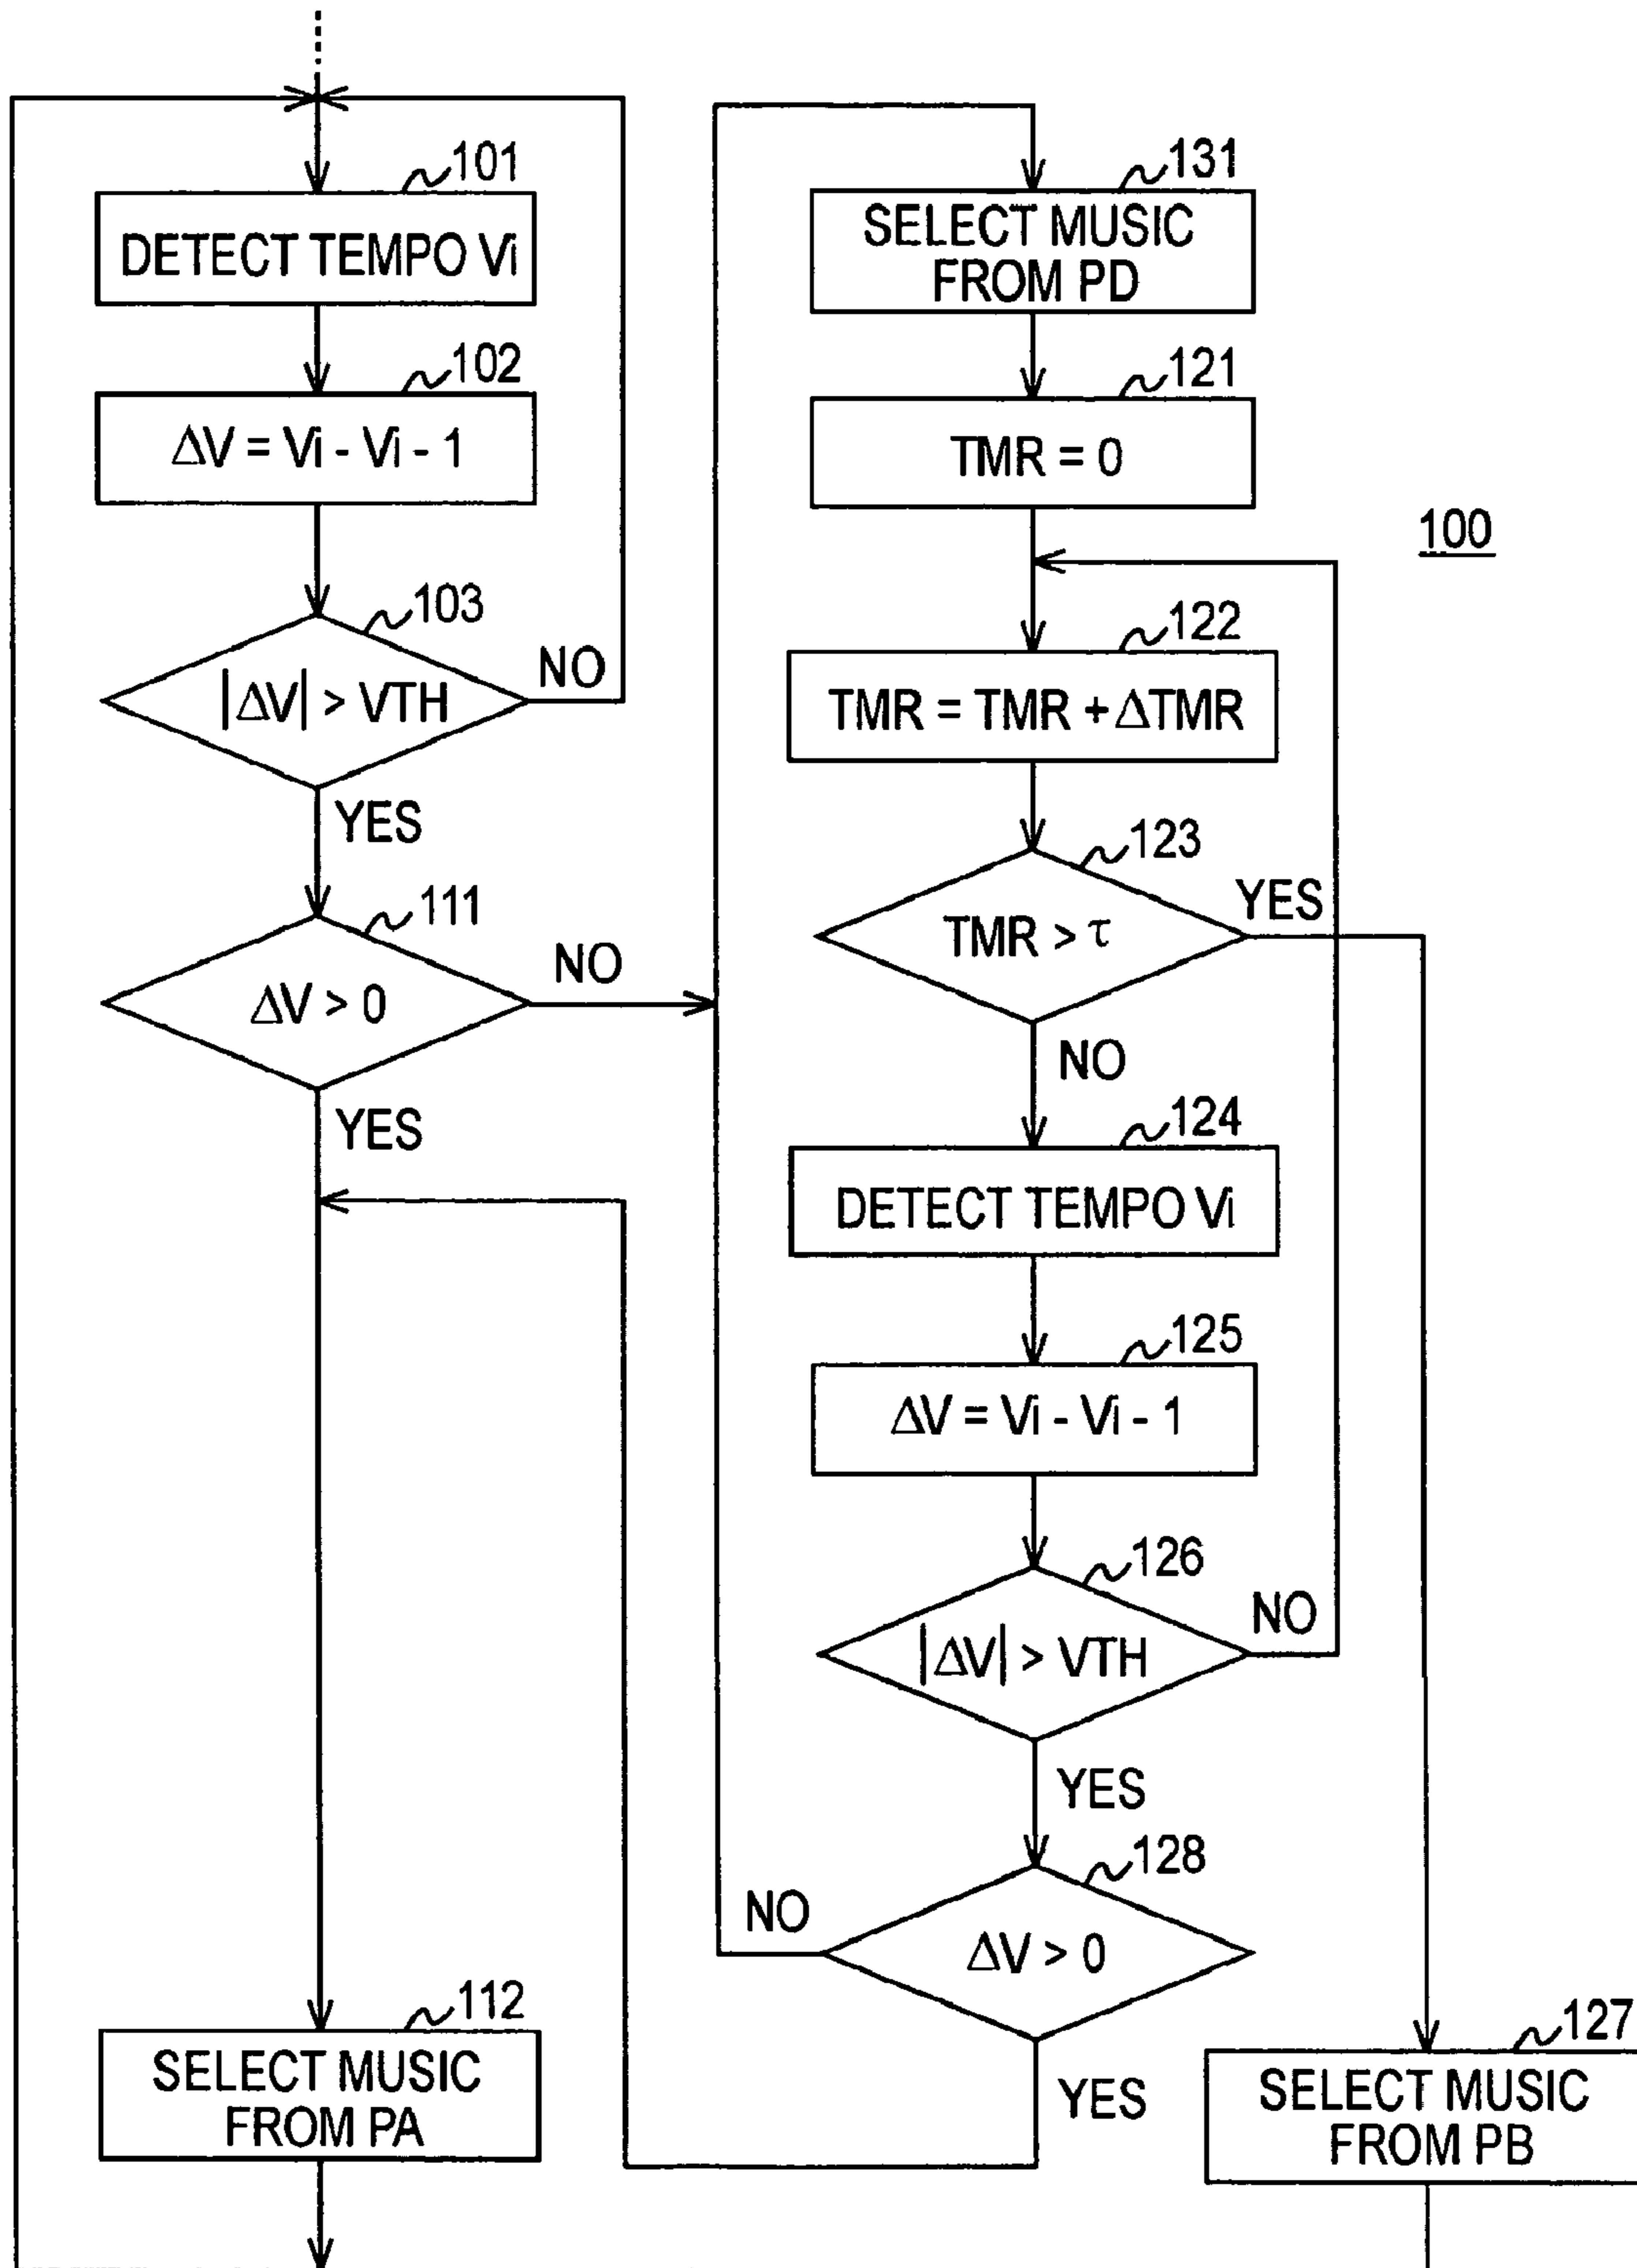 101
DETECT TEMPO Vi
102
ΔV = Vi - Vi - 1
103
|ΔV| > VTH
NO
YES
111
ΔV > 0
NO
YES
112
SELECT MUSIC
FROM PA
131
SELECT MUSIC
FROM PD
121
TMR = 0
100
122
TMR = TMR + ΔTMR
123
TMR > τ
YES
NO
124
DETECT TEMPO Vi
125
ΔV = Vi - Vi - 1
126
|ΔV| > VTH
NO
YES
128
ΔV > 0
NO
YES
127
SELECT MUSIC
FROM PB